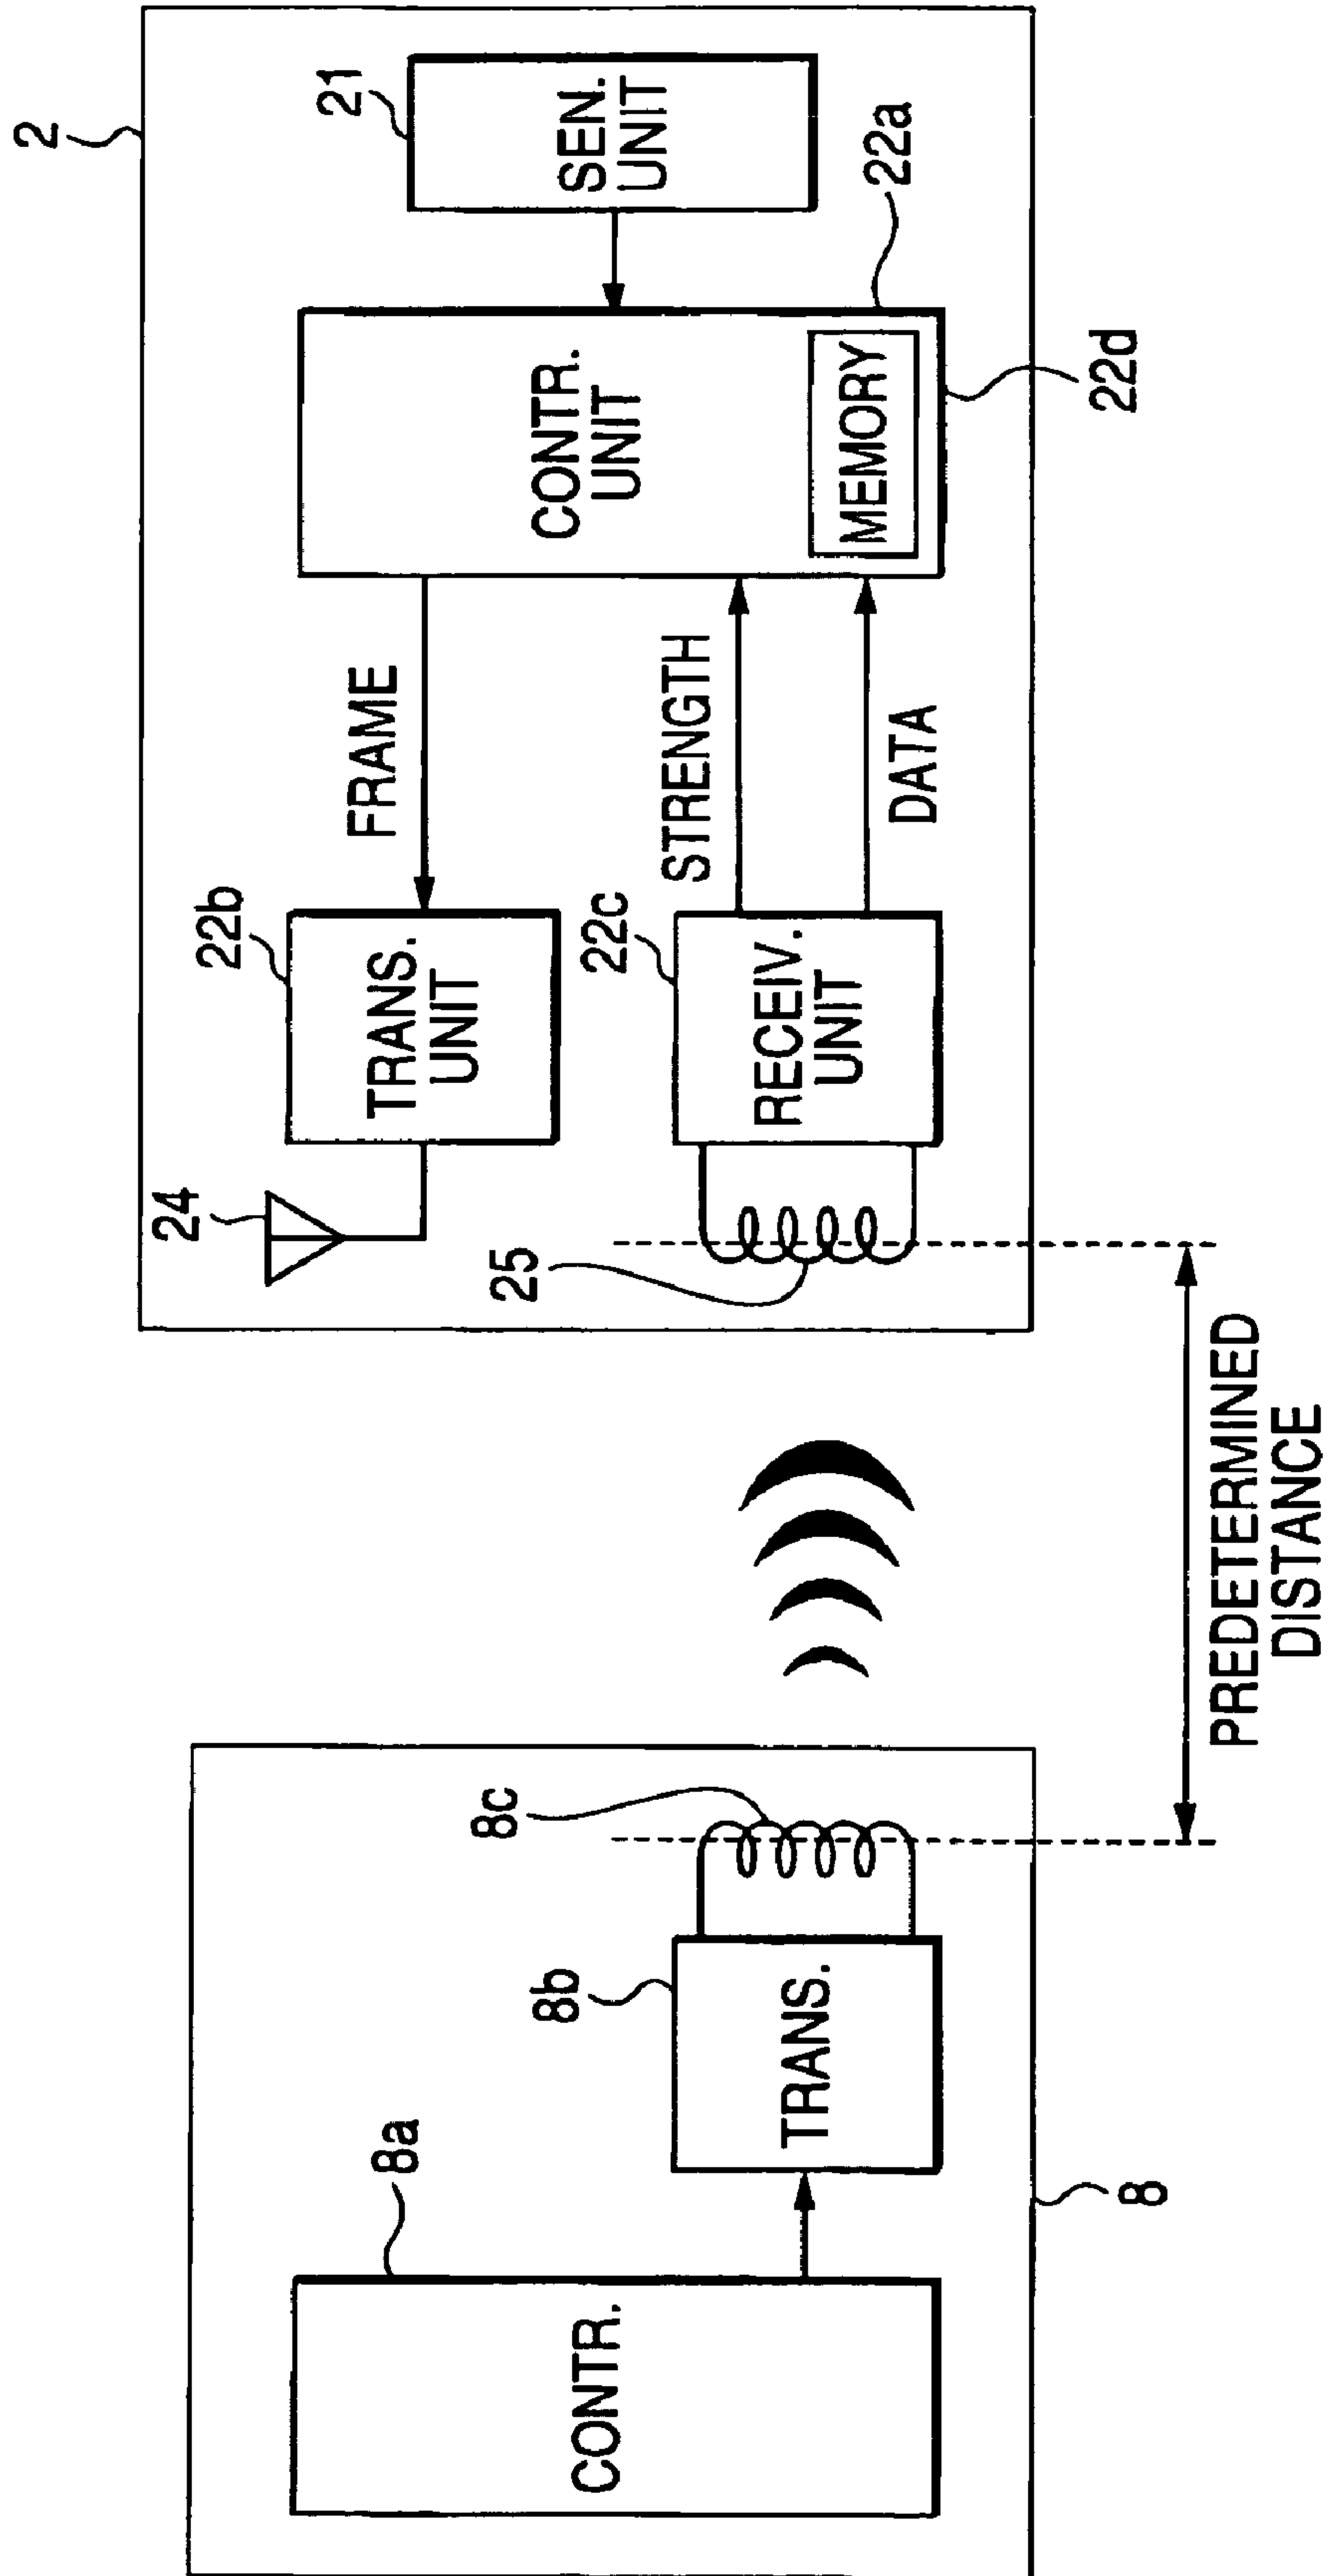 2
21
SEN.
UNIT
22a
CONTR.
UNIT
MEMORY
22d
FRAME
STRENGTH
DATA
22b
TRANS.
UNIT
22c
RECEIV.
UNIT
24
25
PREDETERMINED
DISTANCE
8c
8b
TRANS.
8a
CONTR.
8